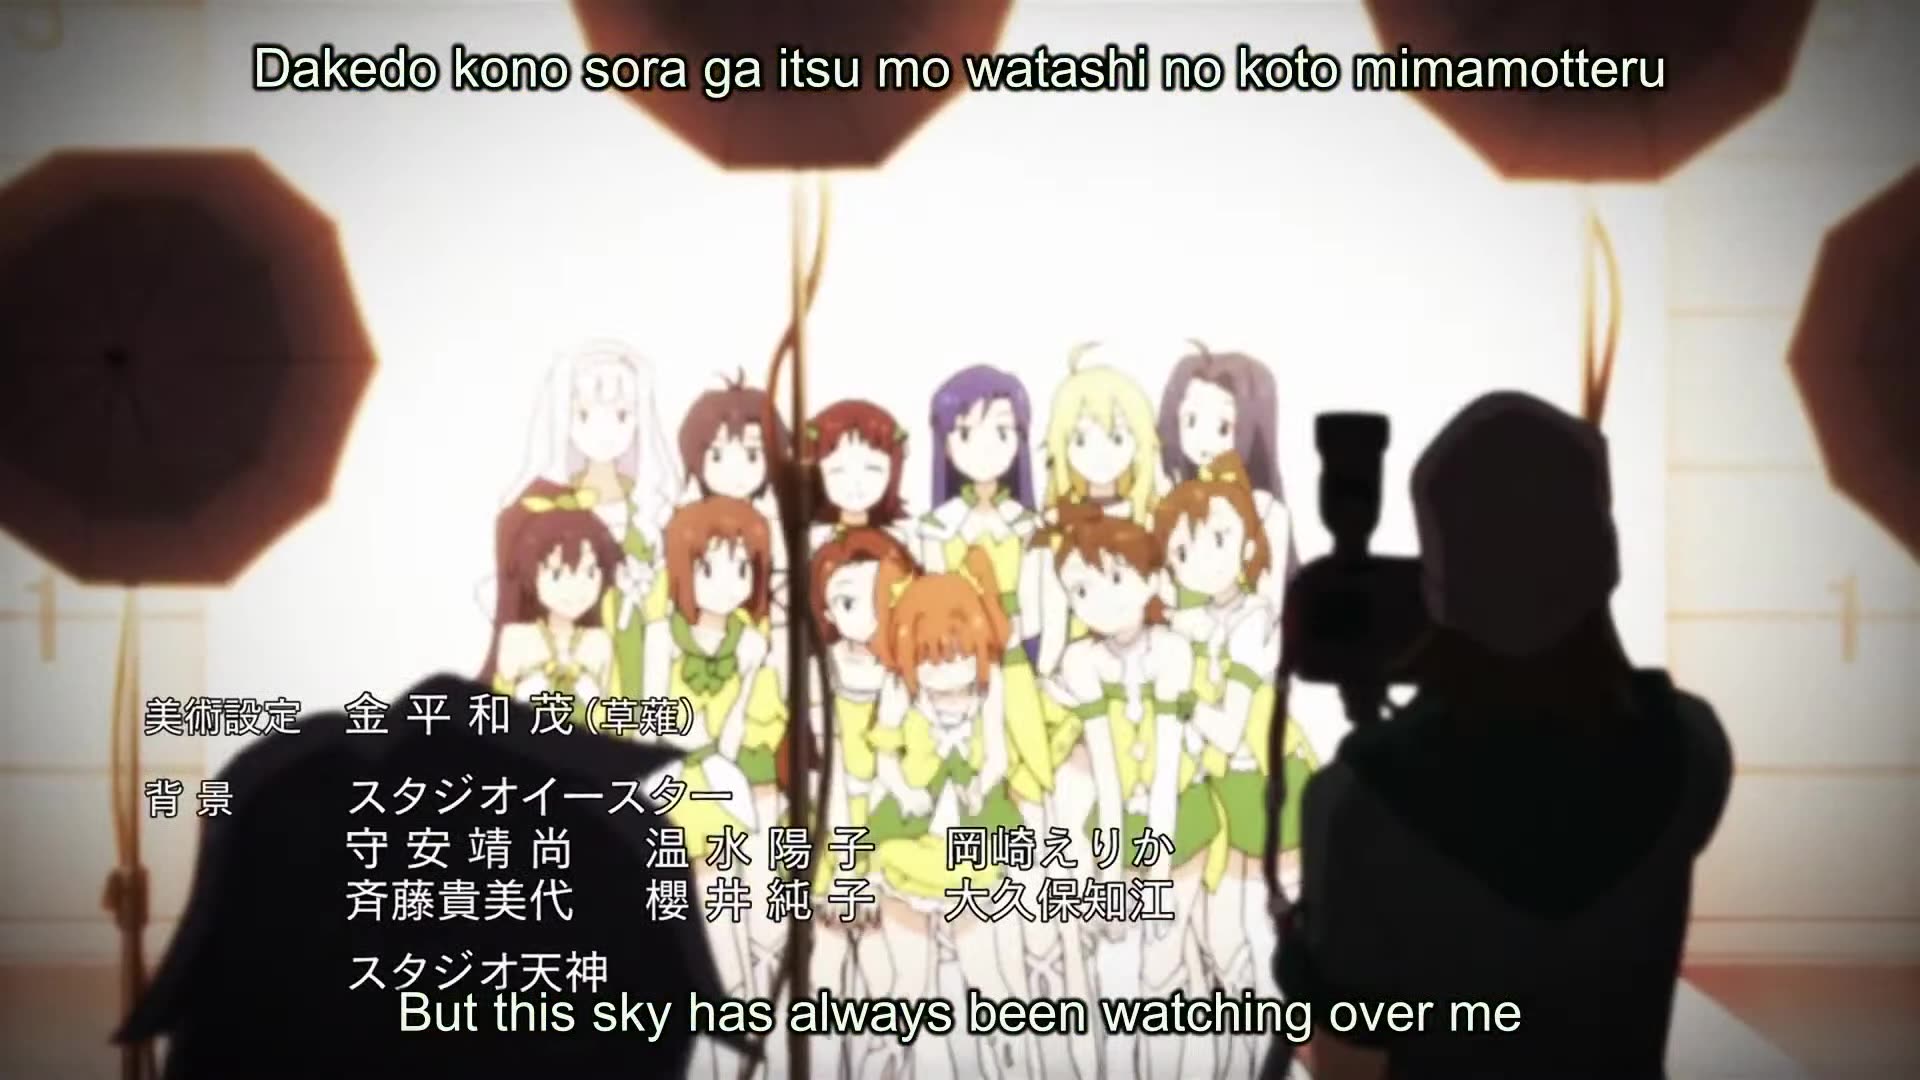 Dakedo kono sora ga itsu mo watashi no koto mimamotteru
美術設定 金平和茂(草薙)
背景 スタジオイースター
守安靖尚 温水陽子 岡崎えりか
斉藤貴美代 櫻井純子 大久保知江
スタジオ天神
But this sky has always been watching over me